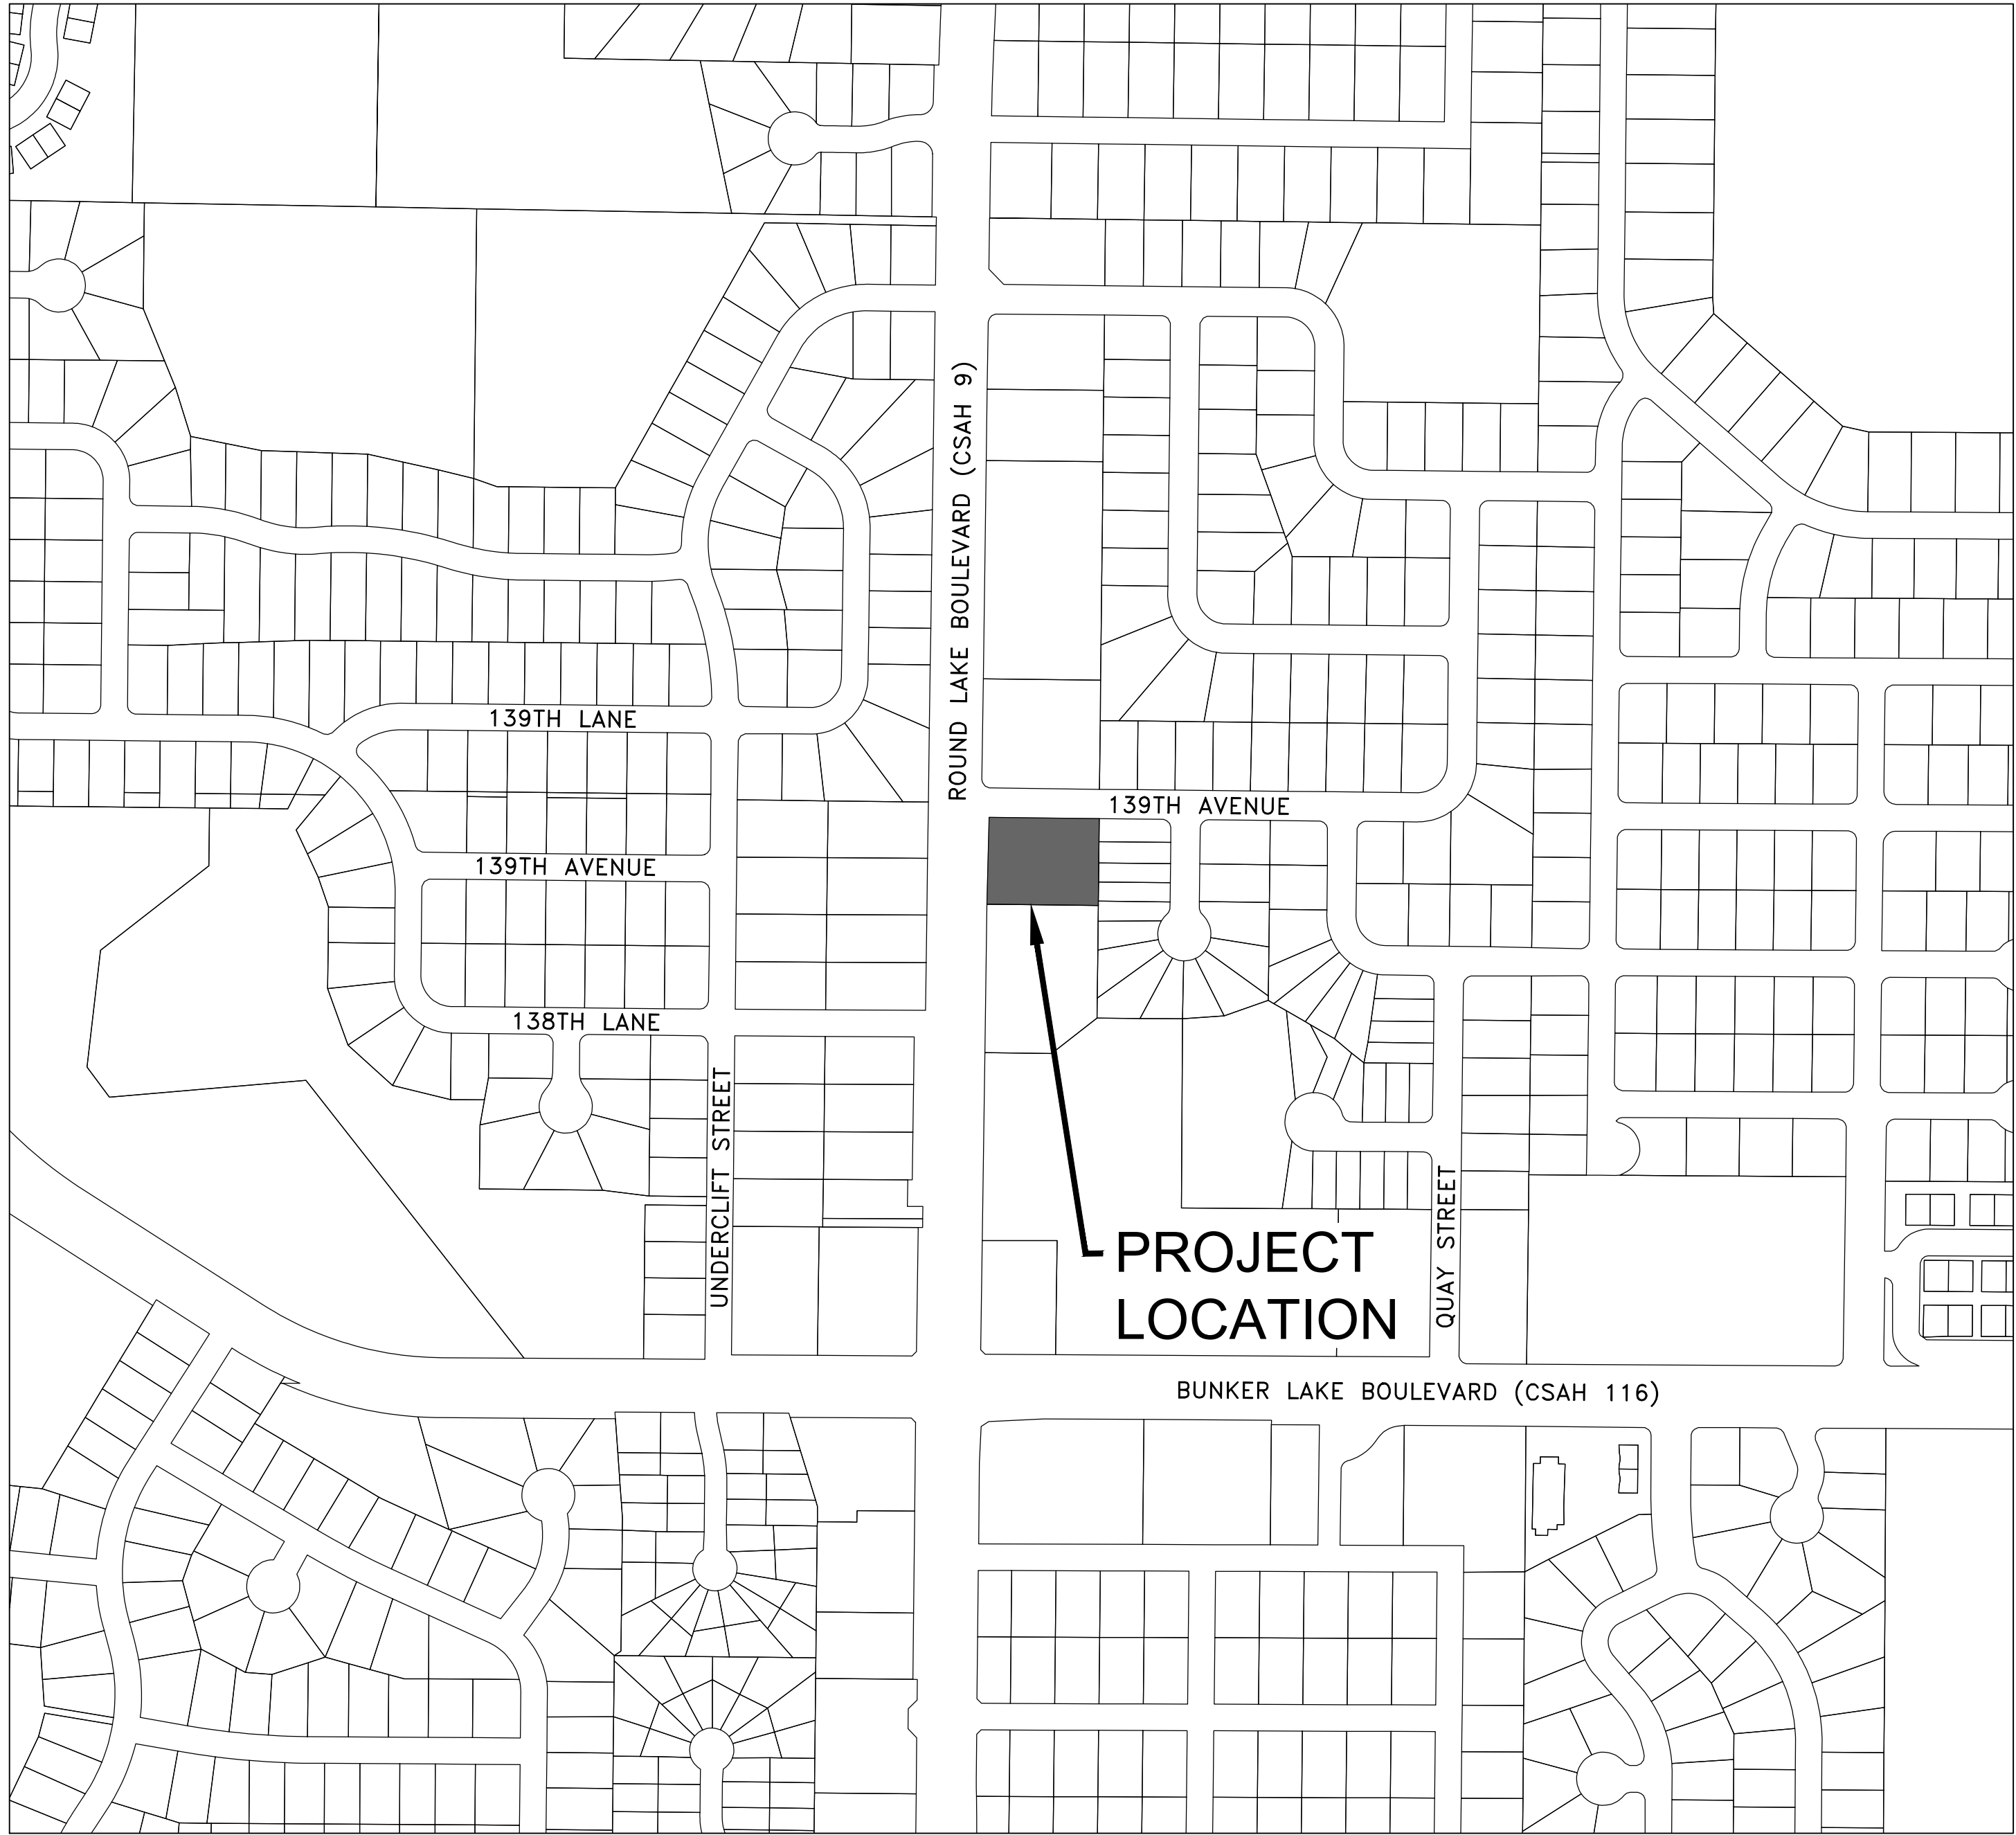 ROUND LAKE BOULEVARD (CSAH 9)
139TH LANE
139TH AVENUE
139TH AVENUE
138TH LANE
UNDERCLIFT STREET
QUAY STREET
PROJECT
LOCATION
BUNKER LAKE BOULEVARD (CSAH 116)